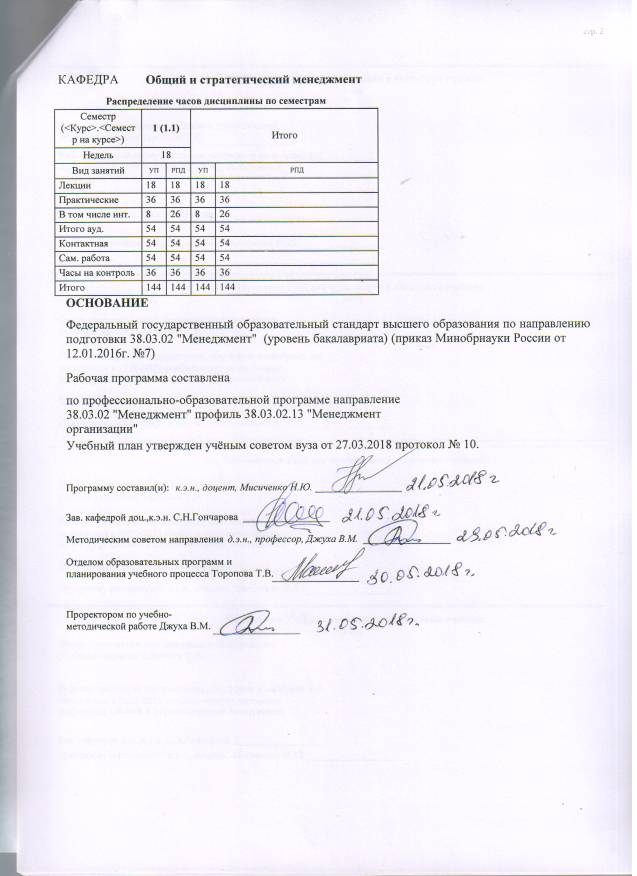 стр. 2
КАФЕДРА Общий и стратегический менеджмент
Распределение часов дисциплины по семестрам
Семестр
(<Курс>.<Семест
р на курсе>) 1 (1.1) Итого
Недель 18
Вид занятий УП РПД УП РПД
Лекции 18 18 18 18
Практические 36 36 36 36
В том числе инт. 8 26 8 26
Итого ауд. 54 54 54 54
Контактная 54 54 54 54
Сам. работа 54 54 54 54
Часы на контроль 36 36 36 36
Итого 144 144 144 144
ОСНОВАНИЕ
Федеральный государственный образовательный стандарт высшего образования по направлению
подготовки 38.03.02 "Менеджмент" (уровень бакалавриата) (приказ Минобрнауки России от
12.01.2016г. №7)
Рабочая программа составлена
по профессионально-образовательной программе направление
38.03.02 "Менеджмент" профиль 38.03.02.13 "Менеджмент
организации"
Учебный план утвержден учёным советом вуза от 27.03.2018 протокол № 10.
Программу составил(и): к.э.н., доцент, Мисиченко Н.Ю. 21.05.2018 г
Зав. кафедрой доц.,к.э.н. С.Н.Гончарова 21.05 2018 г
Методическим советом направления д.э.н., профессор, Джуха В.М. 29.05.2018 г
Отделом образовательных программ и
планирования учебного процесса Торопова Т.В. 30.05.2018г.
Проректором по учебно-
методической работе Джуха В.М. 31.05.2018г.